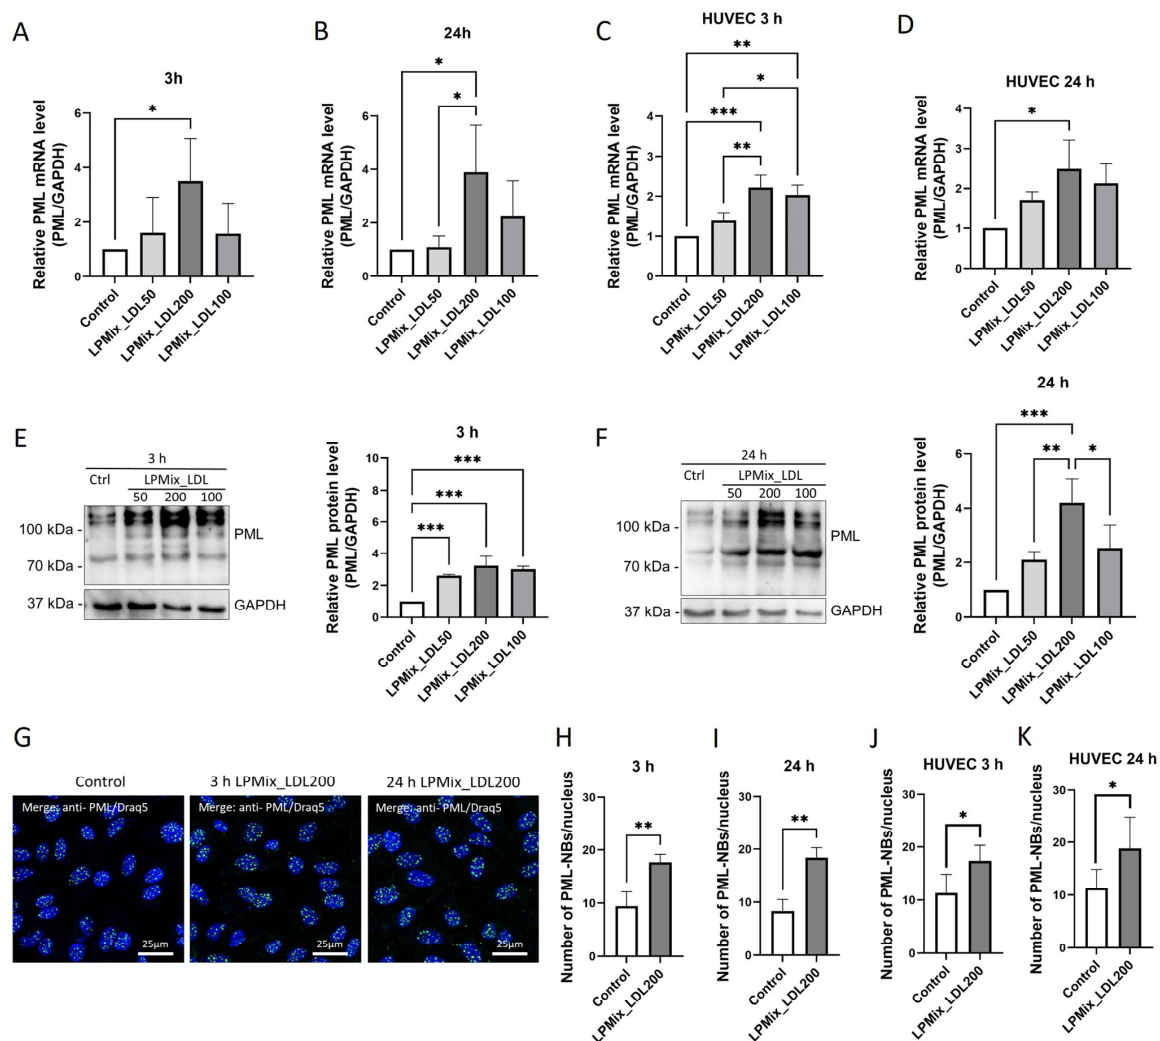 A
3h
Relative PML mRNA level
(PML/GAPDH)
6
4
2
0
*
Control
LPMix_LDL50
LPMix_LDL200
LPMix_LDL100
B
24h
Relative PML mRNA level
(PML/GAPDH)
6
4
2
0
*
*
Control
LPMix_LDL50
LPMix_LDL200
LPMix_LDL100
C
HUVEC 3 h
Relative PML mRNA level
(PML/GAPDH)
4
3
2
1
0
**
*
***
**
Control
LPMix_LDL50
LPMix_LDL200
LPMix_LDL100
D
HUVEC 24 h
Relative PML mRNA level
(PML/GAPDH)
4
3
2
1
0
*
Control
LPMix_LDL50
LPMix_LDL200
LPMix_LDL100
E
3 h
Ctrl
LPMix_LDL
50 200 100
100 kDa -
70 kDa -
37 kDa -
PML
GAPDH
3 h
Relative PML protein level
(PML/GAPDH)
10
8
6
4
2
0
***
***
***
Control
LPMix_LDL50
LPMix_LDL200
LPMix_LDL100
F
24 h
Ctrl
LPMix_LDL
50 200 100
100 kDa -
70 kDa -
37 kDa -
PML
GAPDH
24 h
Relative PML protein level
(PML/GAPDH)
6
4
2
0
***
**
*
Control
LPMix_LDL50
LPMix_LDL200
LPMix_LDL100
G
Control
3 h LPMix_LDL200
24 h LPMix_LDL200
Merge: anti- PML/Draq5
Merge: anti- PML/Draq5
Merge: anti- PML/Draq5
25µm
25µm
25µm
H
3 h
Number of PML-NBs/nucleus
30
20
10
0
**
Control
LPMix_LDL200
I
24 h
Number of PML-NBs/nucleus
30
20
10
0
**
Control
LPMix_LDL200
J
HUVEC 3 h
Number of PML-NBs/nucleus
30
20
10
0
*
Control
LPMix_LDL200
K
HUVEC 24 h
Number of PML-NBs/nucleus
30
20
10
0
*
Control
LPMix_LDL200